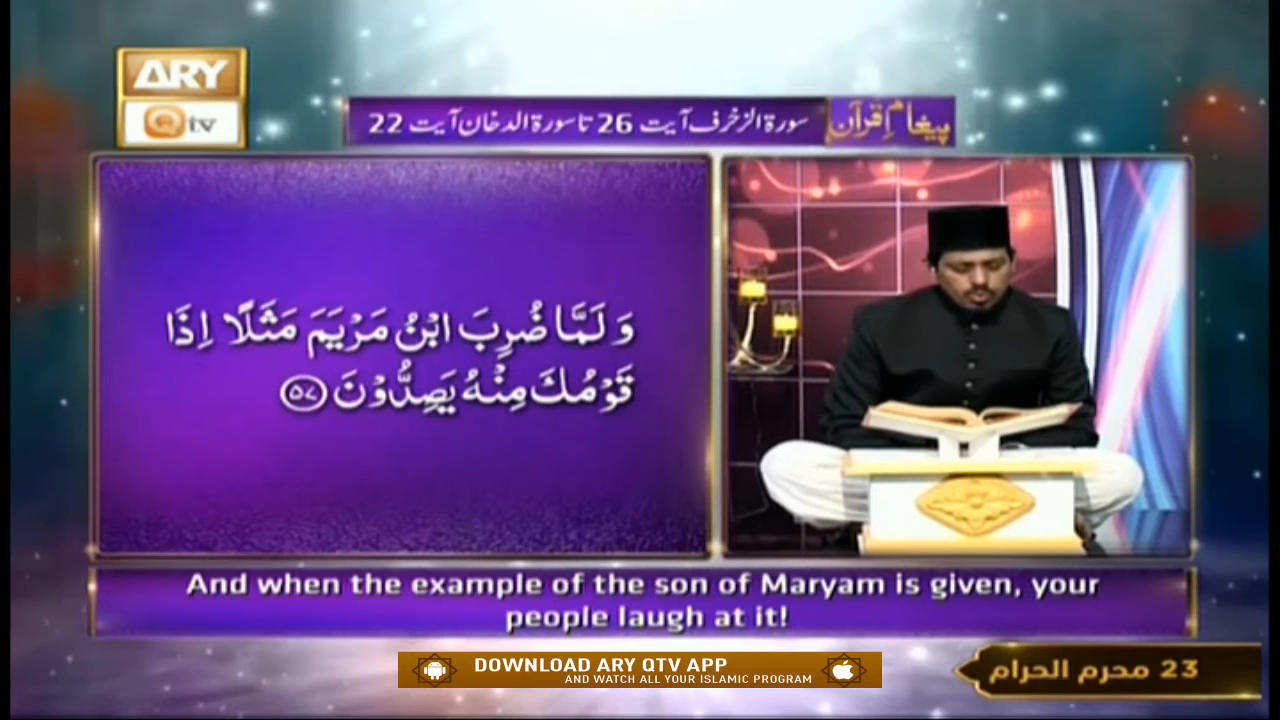 ARY
Qtv
پیغامِ قرآن
سورۃ الزخرف آیت 26 تا سورۃ الدخان آیت 22
وَ لَمَّا ضُرِبَ ابْنُ مَرْیَمَ مَثَلًا اِذَا
قَوْمُكَ مِنْهُ یَصِدُّوْنَ ﴿۵۷﴾
And when the example of the son of Maryam is given, your
people laugh at it!
DOWNLOAD ARY QTV APP
AND WATCH ALL YOUR ISLAMIC PROGRAM
23 محرم الحرام